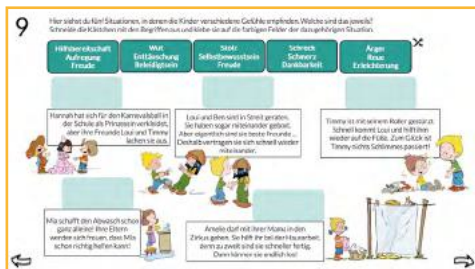 9
Hier siehst du fünf Situationen, in denen die Kinder verschiedene Gefühle empfinden. Welche sind das jeweils?
Schneide die Kästchen mit den Begriffen aus und klebe sie auf die farbigen Felder der dazugehörigen Situation.
Hilfsbereitschaft
Aufregung
Freude
Wut
Enttäuschung
Beleidigtsein
Stolz
Selbstbewusstsein
Freude
Schreck
Schmerz
Dankbarkeit
Ärger
Reue
Erleichterung
Hannah hat sich für den Karnevalsball in
der Schule als Prinzessin verkleidet,
aber ihre Freunde Loui und Timmy
lachen sie aus.
Loui und Ben sind in Streit geraten.
Sie haben sogar miteinander gebalgt.
Aber eigentlich sind sie beste Freunde ...
Deshalb vertragen sie sich schnell wieder
miteinander.
Timmy ist mit seinem Roller gestürzt.
Schnell kommt Loui und hilft ihm
wieder auf die Füße. Zum Glück ist
Timmy nichts Schlimmes passiert!
Mia schafft den Abwasch schon
ganz alleine! Ihre Eltern
werden sich freuen, dass Mia
schon richtig helfen kann!
Amelie darf mit ihrer Mama in den
Zirkus gehen. Sie hilft ihr bei der Hausarbeit,
denn zu zweit sind sie schneller fertig.
Dann können sie endlich los!